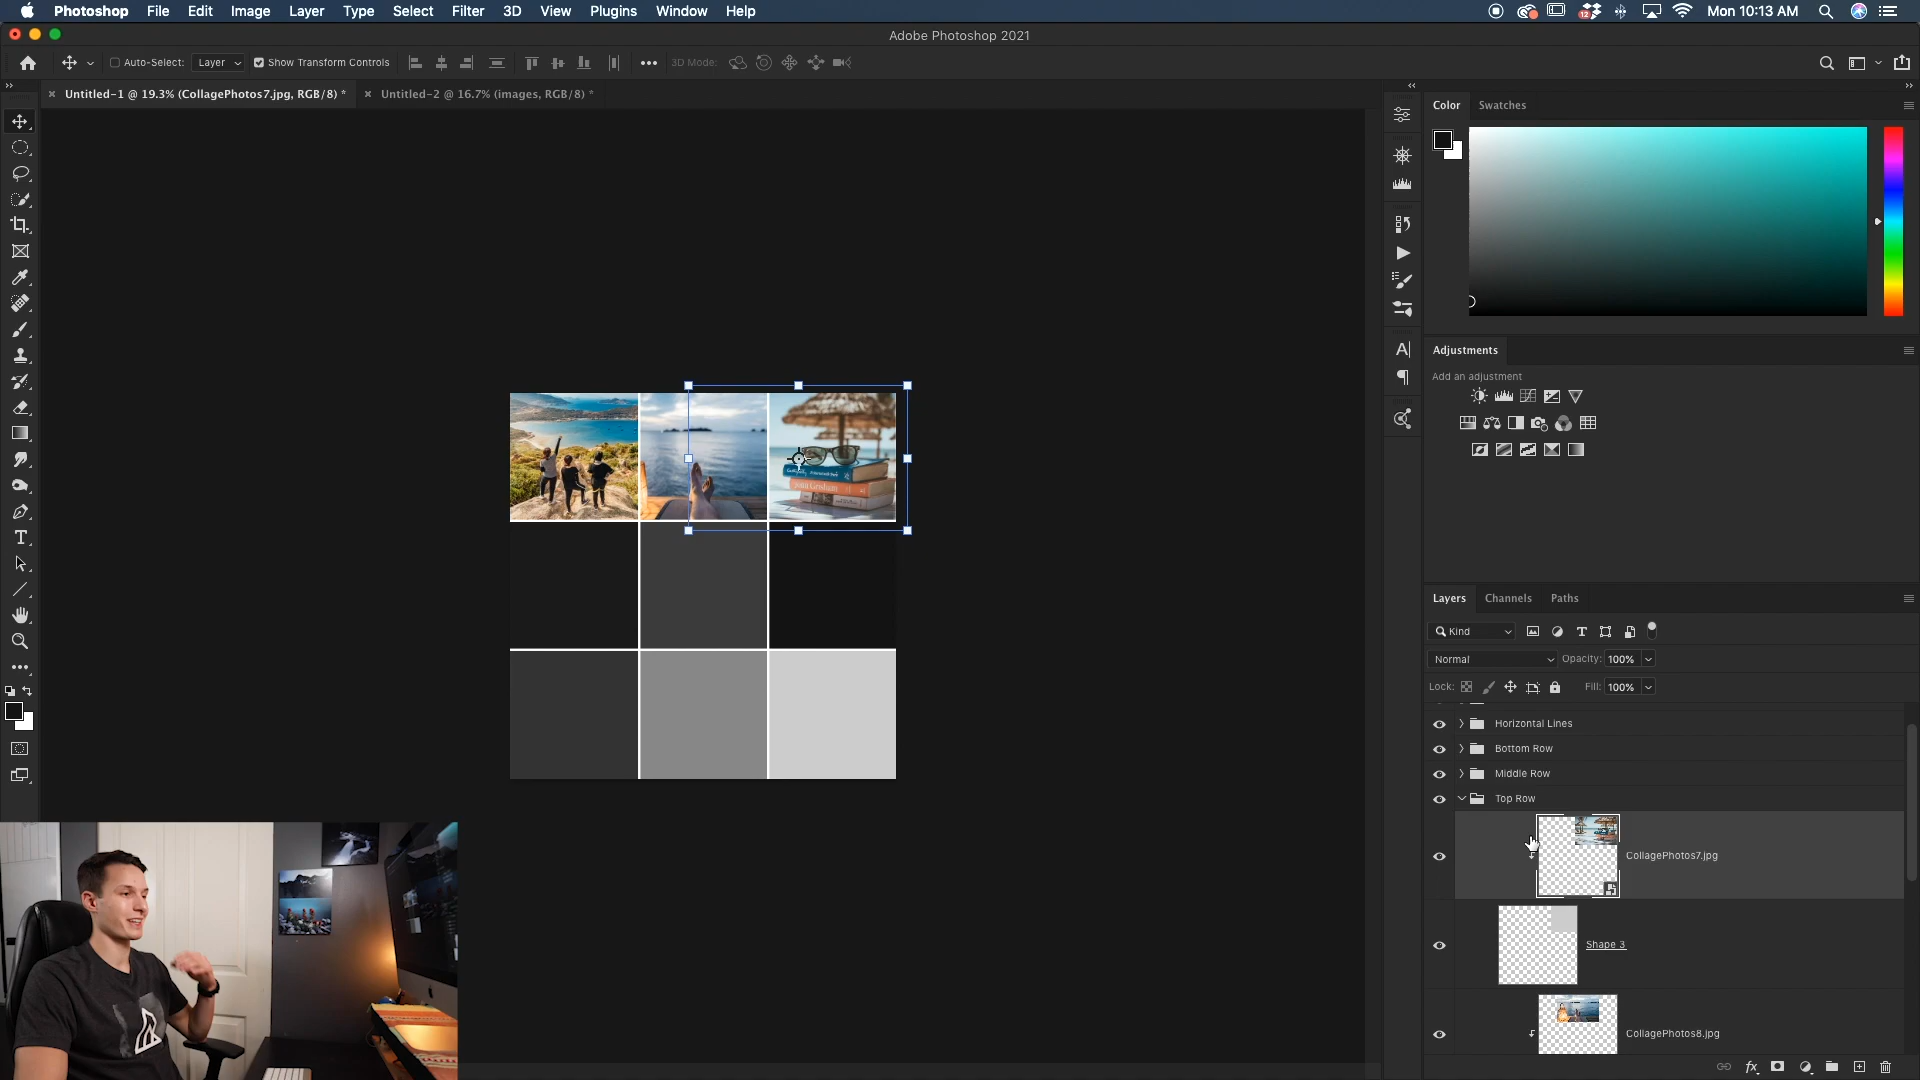 Photoshop File Edit Image Layer Type Select Filter 3D View Plugins Window Help
12
Mon 10:13 AM
Adobe Photoshop 2021
Auto-Select: Layer Show Transform Controls 3D Mode:
Untitled-1 @ 19.3% (CollagePhotos7.jpg, RGB/8) *
Untitled-2 @ 16.7% (images, RGB/8) *
Color Swatches
Adjustments
Add an adjustment
Layers Channels Paths
Kind
Normal Opacity: 100%
Lock: Fill: 100%
Horizontal Lines
Bottom Row
Middle Row
Top Row
CollagePhotos7.jpg
Shape 3
CollagePhotos8.jpg